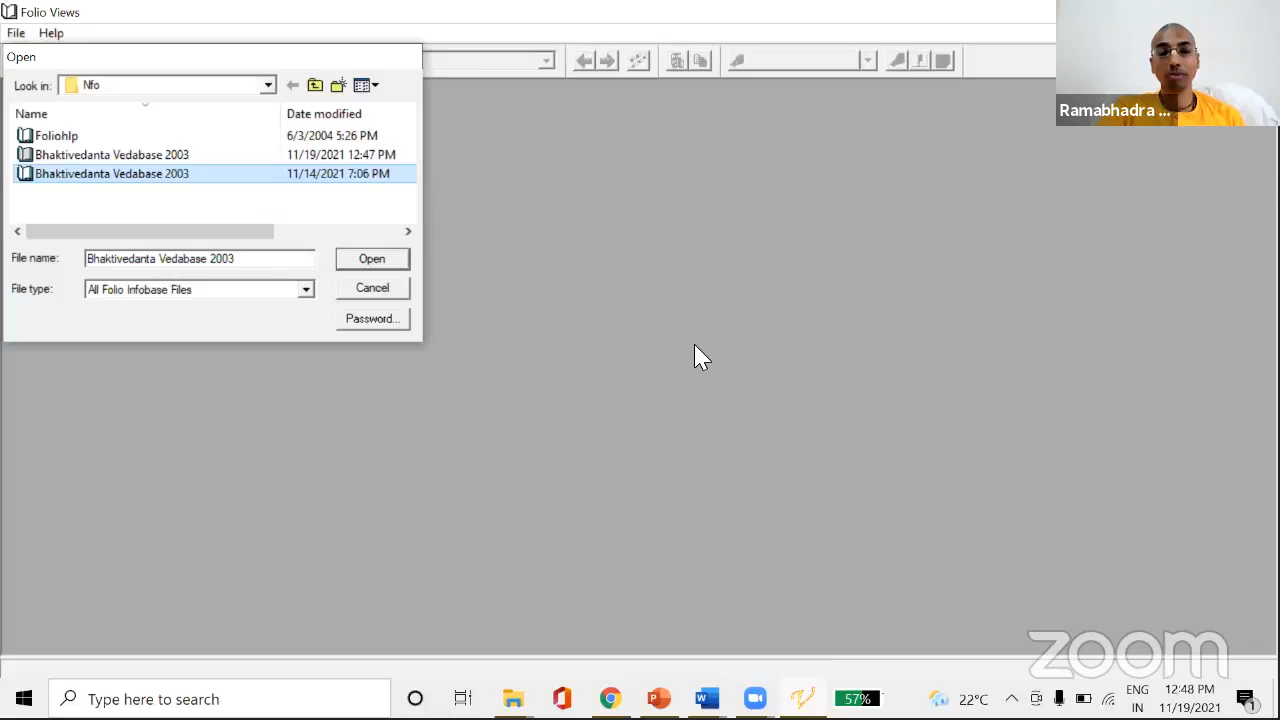 Folio Views
File Help
Open
Look in: Nfo
Name Date modified
Foliohlp 6/3/2004 5:26 PM
Bhaktivedanta Vedabase 2003 11/19/2021 12:47 PM
Bhaktivedanta Vedabase 2003 11/14/2021 7:06 PM
File name: Bhaktivedanta Vedabase 2003 Open
File type: All Folio Infobase Files Cancel
Password...
Ramabhadra ...
zoom
Type here to search 57% 22°C ENG 12:48 PM
IN 11/19/2021 1